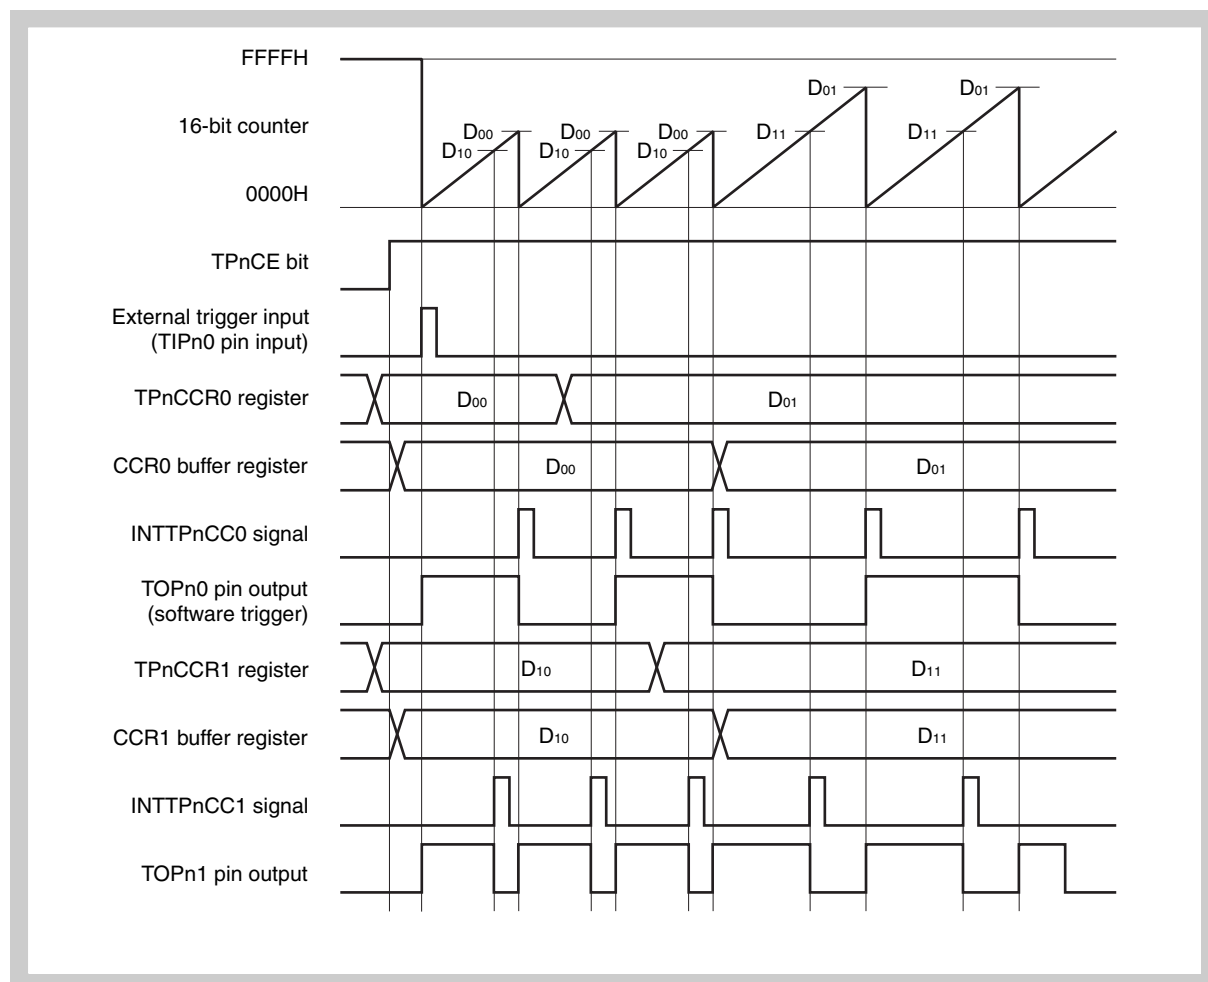 FFFFH
D01 D01
16-bit counter D00 D00 D00 D11 D11
D10 D10 D10
0000H
TPnCE bit
External trigger input
(TIPn0 pin input)
TPnCCR0 register D00 D01
CCR0 buffer register D00 D01
INTTPnCC0 signal
TOPn0 pin output
(software trigger)
TPnCCR1 register D10 D11
CCR1 buffer register D10 D11
INTTPnCC1 signal
TOPn1 pin output